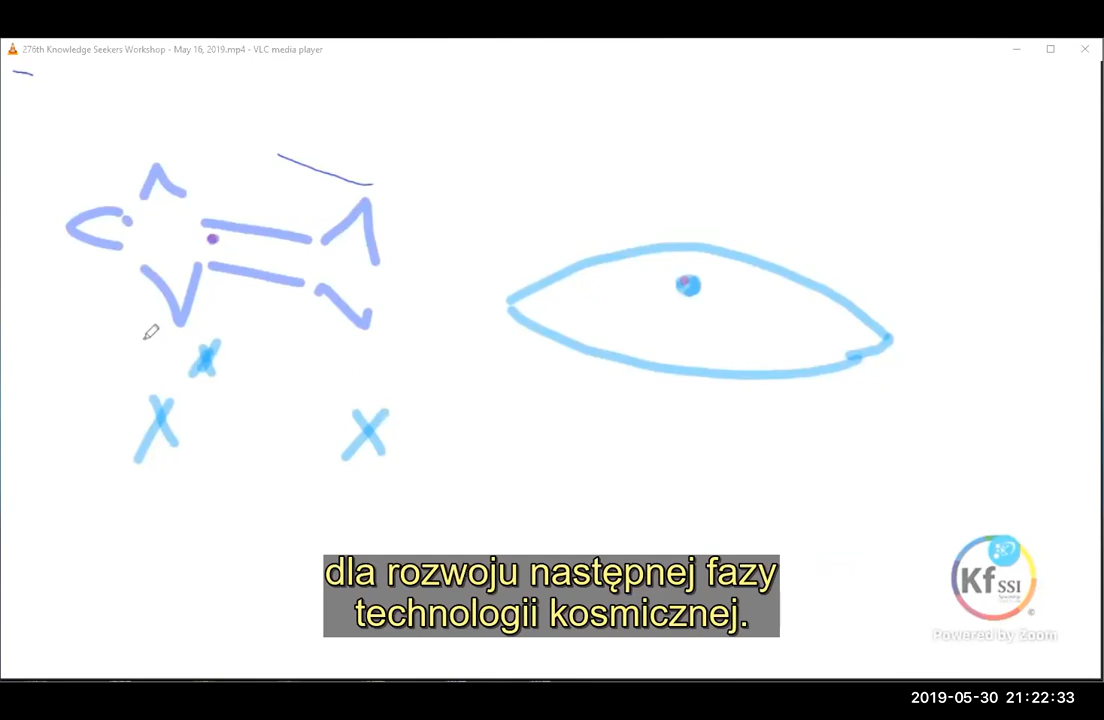 276th Knowledge Seekers Workshop - May 16, 2019.mp4 - VLC media player
X
X
X
dla rozwoju następnej fazy
technologii kosmicznej.
Kf SSI
©
Powered by Zoom
2019-05-30 21:22:33